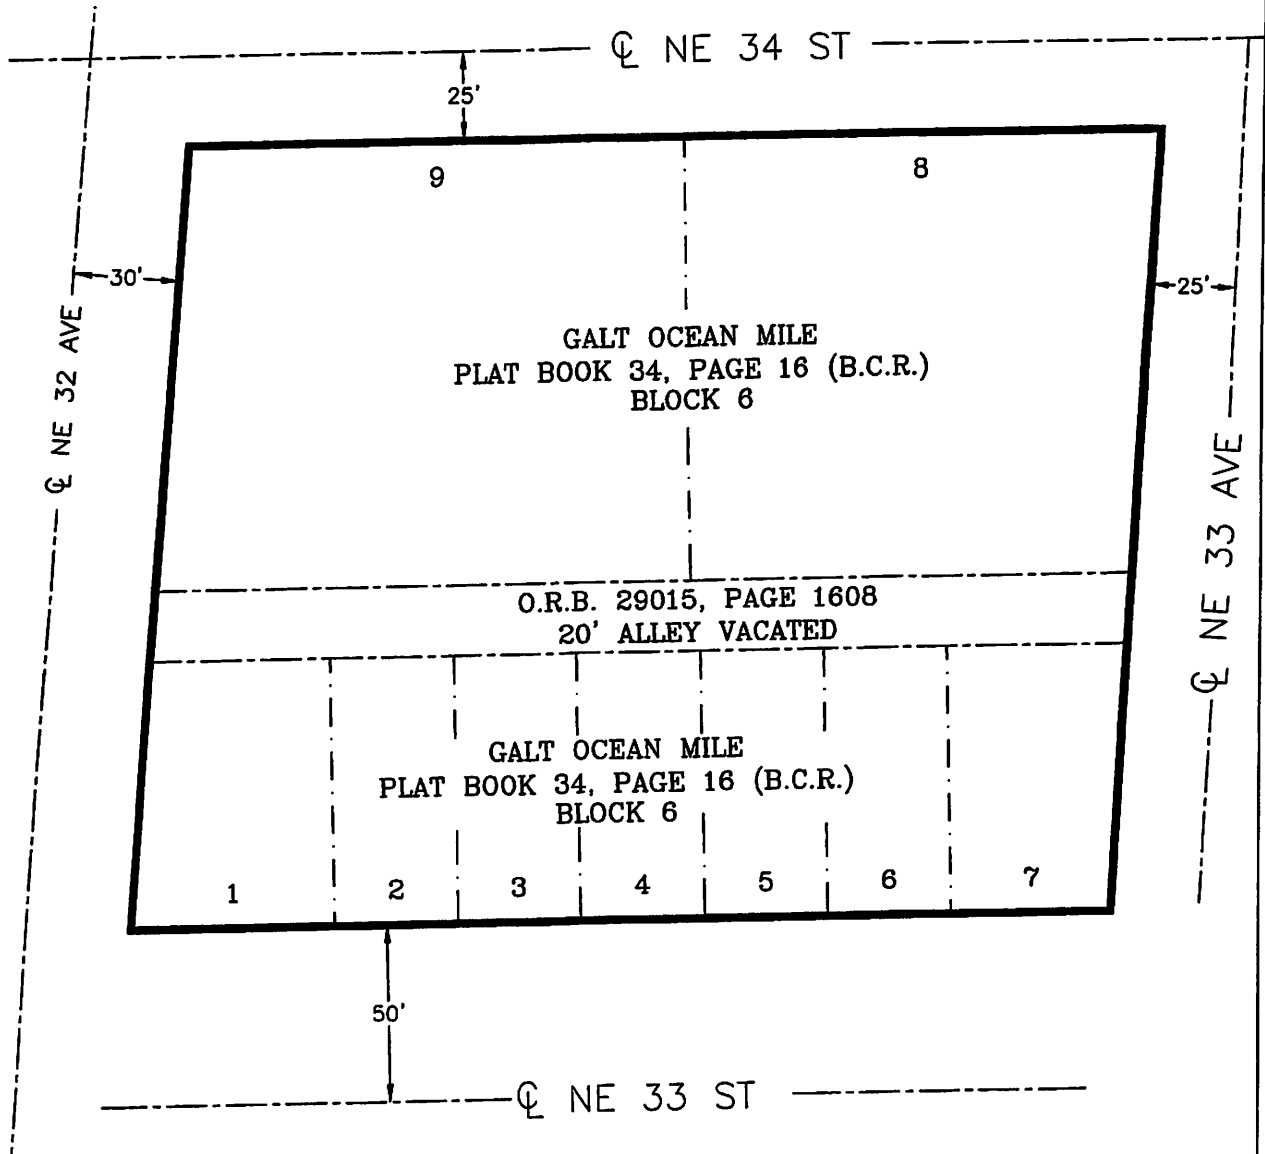 ℄ NE 34 ST
25'
9
8
30'
25'
GALT OCEAN MILE
PLAT BOOK 34, PAGE 16 (B.C.R.)
BLOCK 6
℄ NE 32 AVE
℄ NE 33 AVE
O.R.B. 29015, PAGE 1608
20' ALLEY VACATED
GALT OCEAN MILE
PLAT BOOK 34, PAGE 16 (B.C.R.)
BLOCK 6
1 2 3 4 5 6 7
50'
℄ NE 33 ST